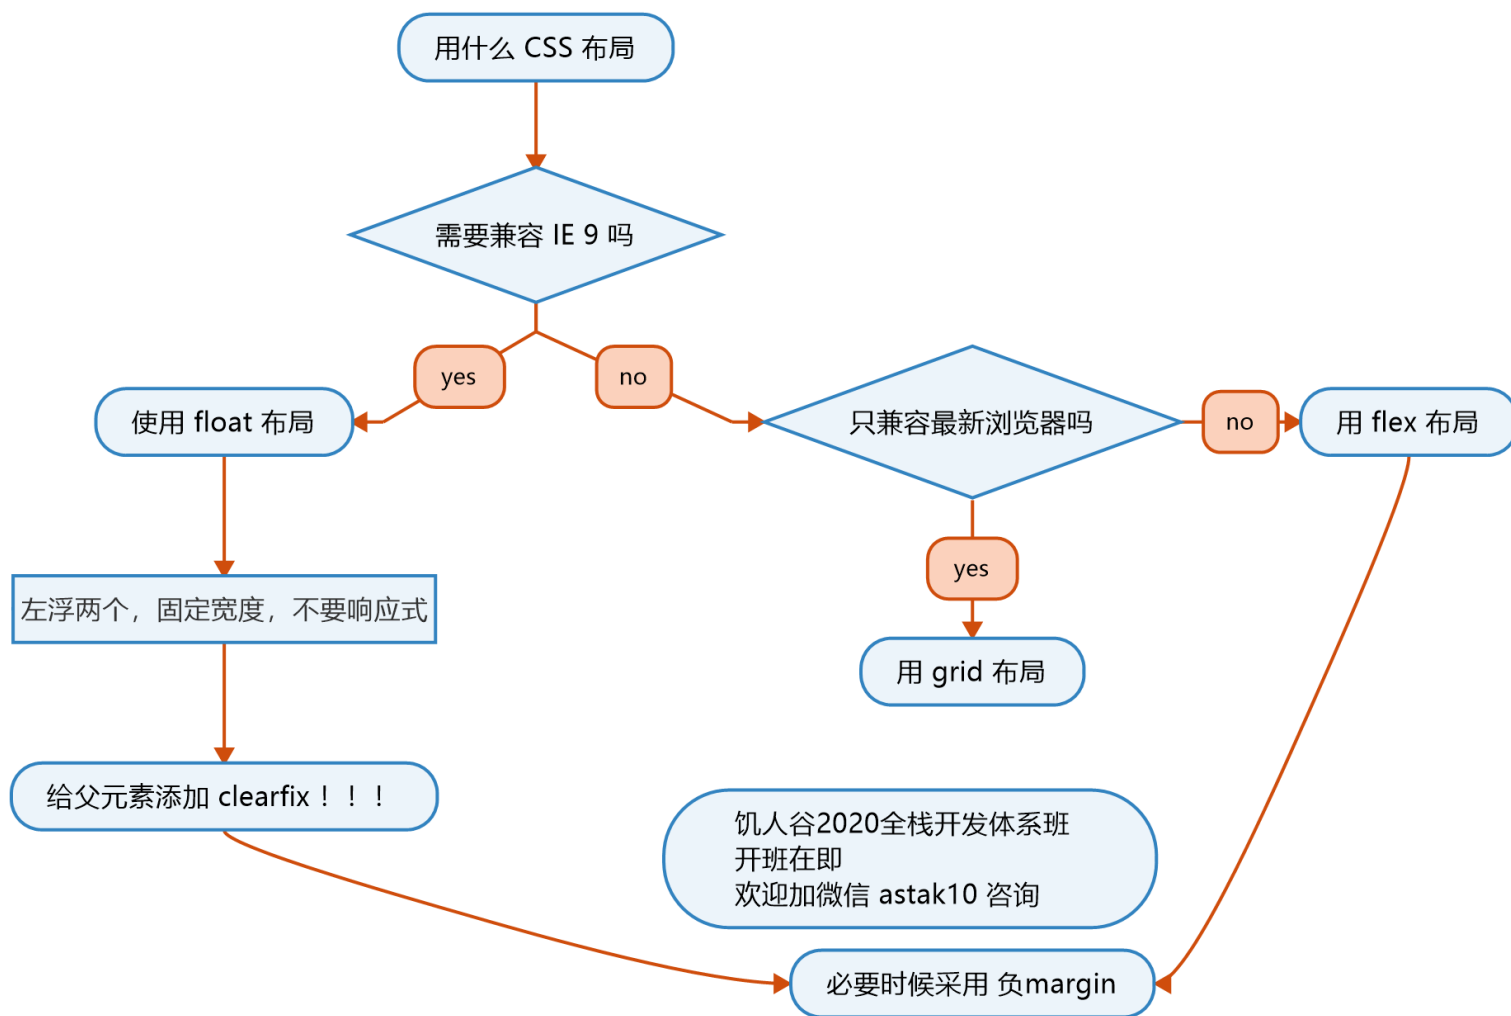 用什么 CSS 布局
需要兼容 IE 9 吗
yes
no
使用 float 布局
只兼容最新浏览器吗
no
用 flex 布局
yes
左浮两个，固定宽度，不要响应式
用 grid 布局
给父元素添加 clearfix！！！
饥人谷2020全栈开发体系班
开班在即
欢迎加微信 astak10 咨询
必要时候采用 负margin